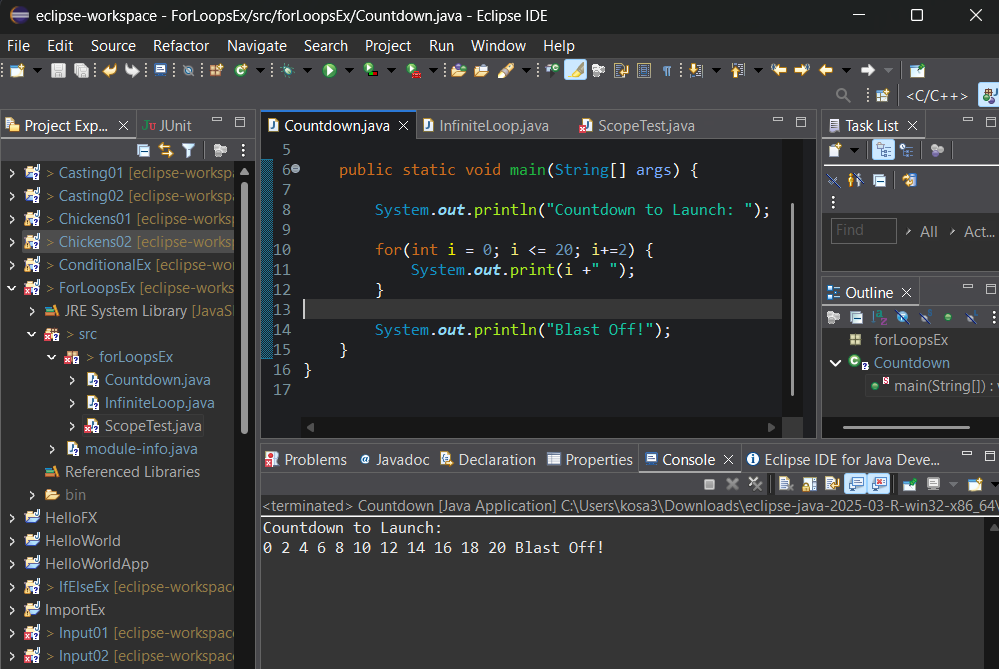 eclipse-workspace - ForLoopsEx/src/forLoopsEx/Countdown.java - Eclipse IDE
File Edit Source Refactor Navigate Search Project Run Window Help
<C/C++>
Project Exp...
JUnit
> Casting01 [eclipse-workspa
> Casting02 [eclipse-workspa
> Chickens01 [eclipse-works
> Chickens02 [eclipse-works
> ConditionalEx [eclipse-wo
> ForLoopsEx [eclipse-works
JRE System Library [JavaS
> src
> forLoopsEx
Countdown.java
InfiniteLoop.java
ScopeTest.java
module-info.java
Referenced Libraries
> bin
HelloFX
HelloWorld
HelloWorldApp
> IfElseEx [eclipse-workspac
ImportEx
> Input01 [eclipse-workspac
> Input02 [eclipse-workspac
Countdown.java InfiniteLoop.java ScopeTest.java
5
6 public static void main(String[] args) {
7
8 System.out.println("Countdown to Launch: ");
9
10 for(int i = 0; i <= 20; i+=2) {
11 System.out.print(i +" ");
12 }
13
14 System.out.println("Blast Off!");
15 }
16 }
17
Task List
Find All Act...
Outline
forLoopsEx
Countdown
main(String[]) :
Problems Javadoc Declaration Properties Console Eclipse IDE for Java Deve...
<terminated> Countdown [Java Application] C:\Users\kosa3\Downloads\eclipse-java-2025-03-R-win32-x86_64\
Countdown to Launch:
0 2 4 6 8 10 12 14 16 18 20 Blast Off!